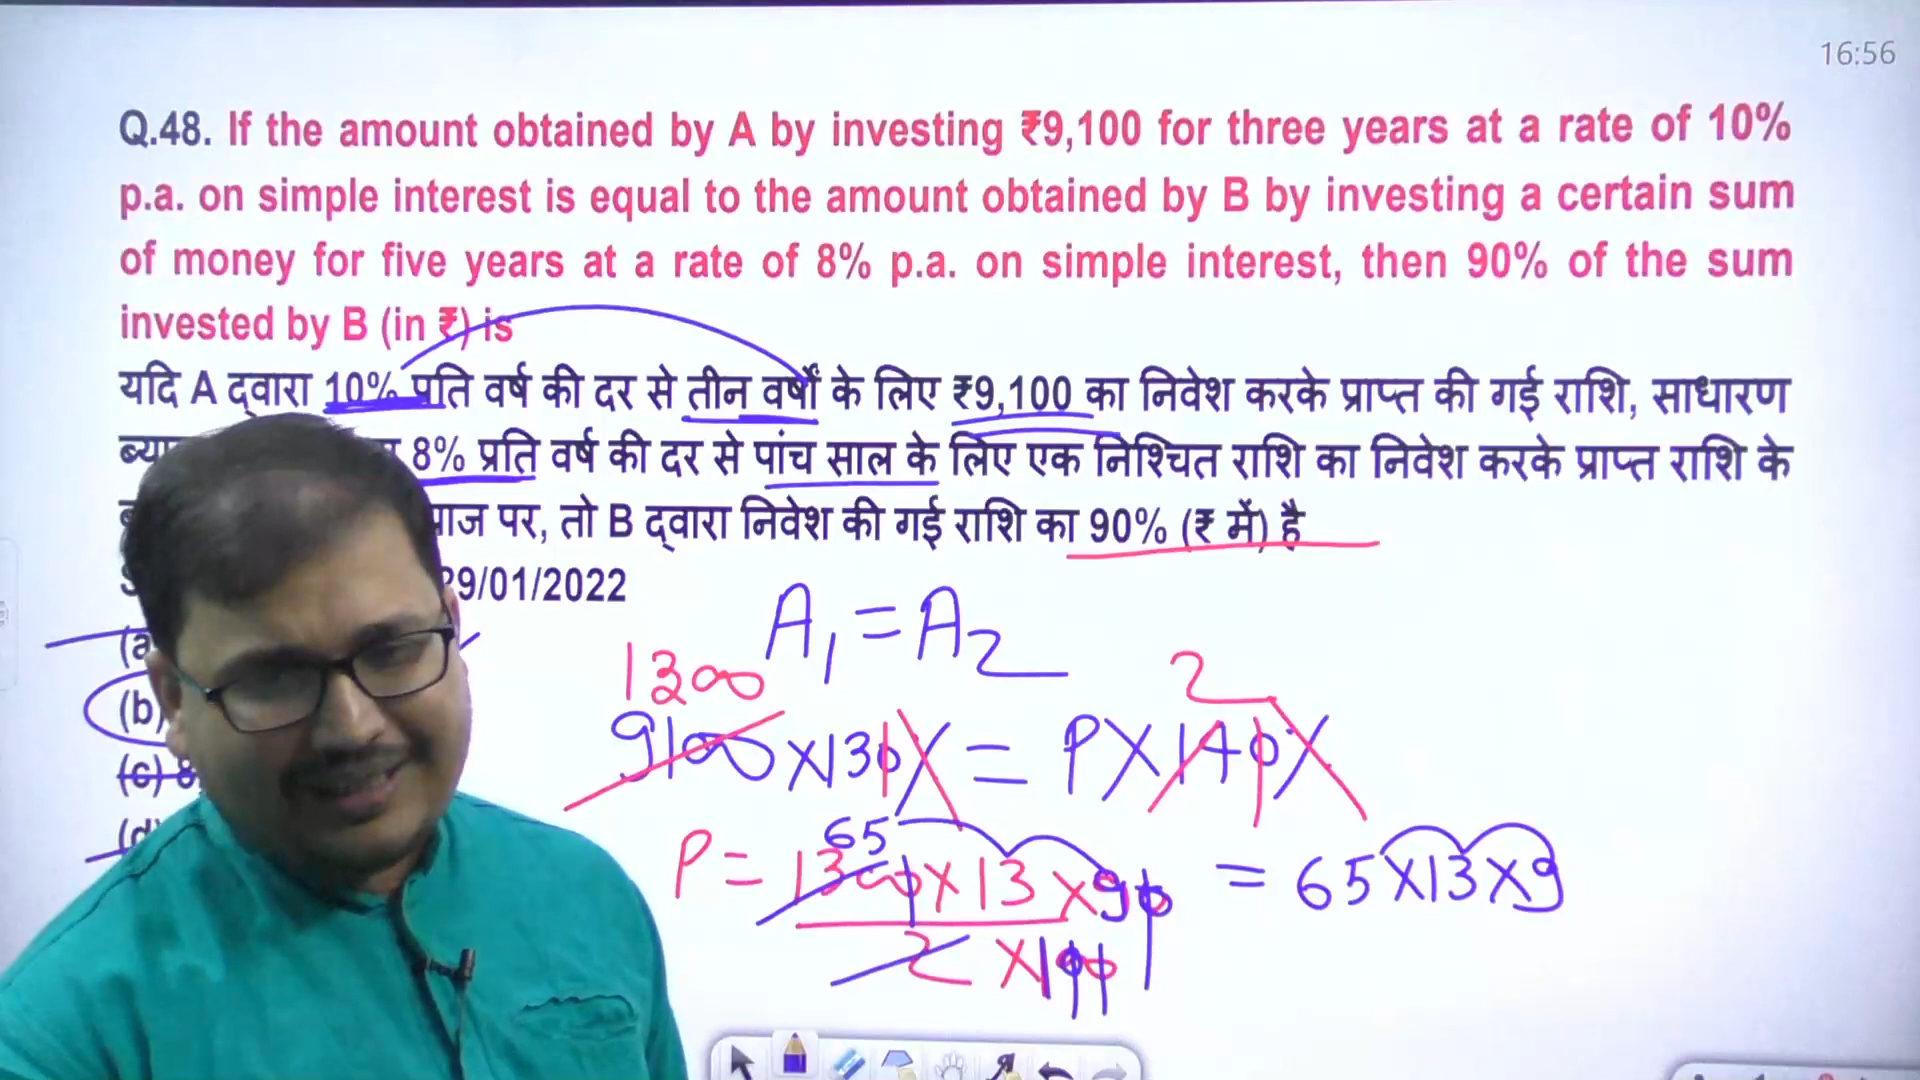 16:56
Q.48. If the amount obtained by A by investing ₹9,100 for three years at a rate of 10%
p.a. on simple interest is equal to the amount obtained by B by investing a certain sum
of money for five years at a rate of 8% p.a. on simple interest, then 90% of the sum
invested by B (in ₹) is
यदि A द्वारा 10% प्रति वर्ष की दर से तीन वर्षों के लिए ₹9,100 का निवेश करके प्राप्त की गई राशि, साधारण
8% प्रति वर्ष की दर से पांच साल के लिए एक निश्चित राशि का निवेश करके प्राप्त राशि के
पर, तो B द्वारा निवेश की गई राशि का 90% (₹ में) है
29/01/2022
(a
(b)
(c) 8
(d)
A₁ = A₂
1300 2
9100 X 130% = P X 140%
65
P = 1300 X 13 X 90 = 65 X 13 X 9
2 X 100